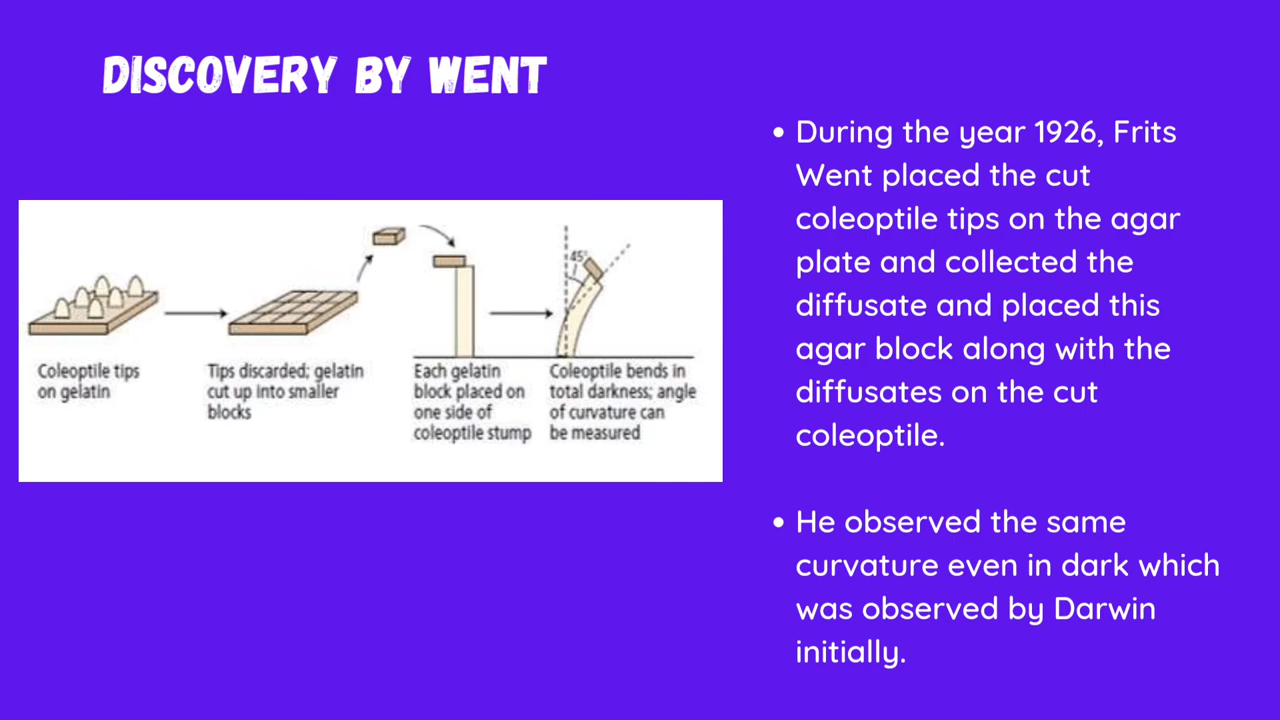 DISCOVERY BY WENT
45°
Coleoptile tips
on gelatin
Tips discarded; gelatin
cut up into smaller
blocks
Each gelatin
block placed on
one side of
coleoptile stump
Coleoptile bends in
total darkness; angle
of curvature can
be measured
• During the year 1926, Frits
Went placed the cut
coleoptile tips on the agar
plate and collected the
diffusate and placed this
agar block along with the
diffusates on the cut
coleoptile.
• He observed the same
curvature even in dark which
was observed by Darwin
initially.